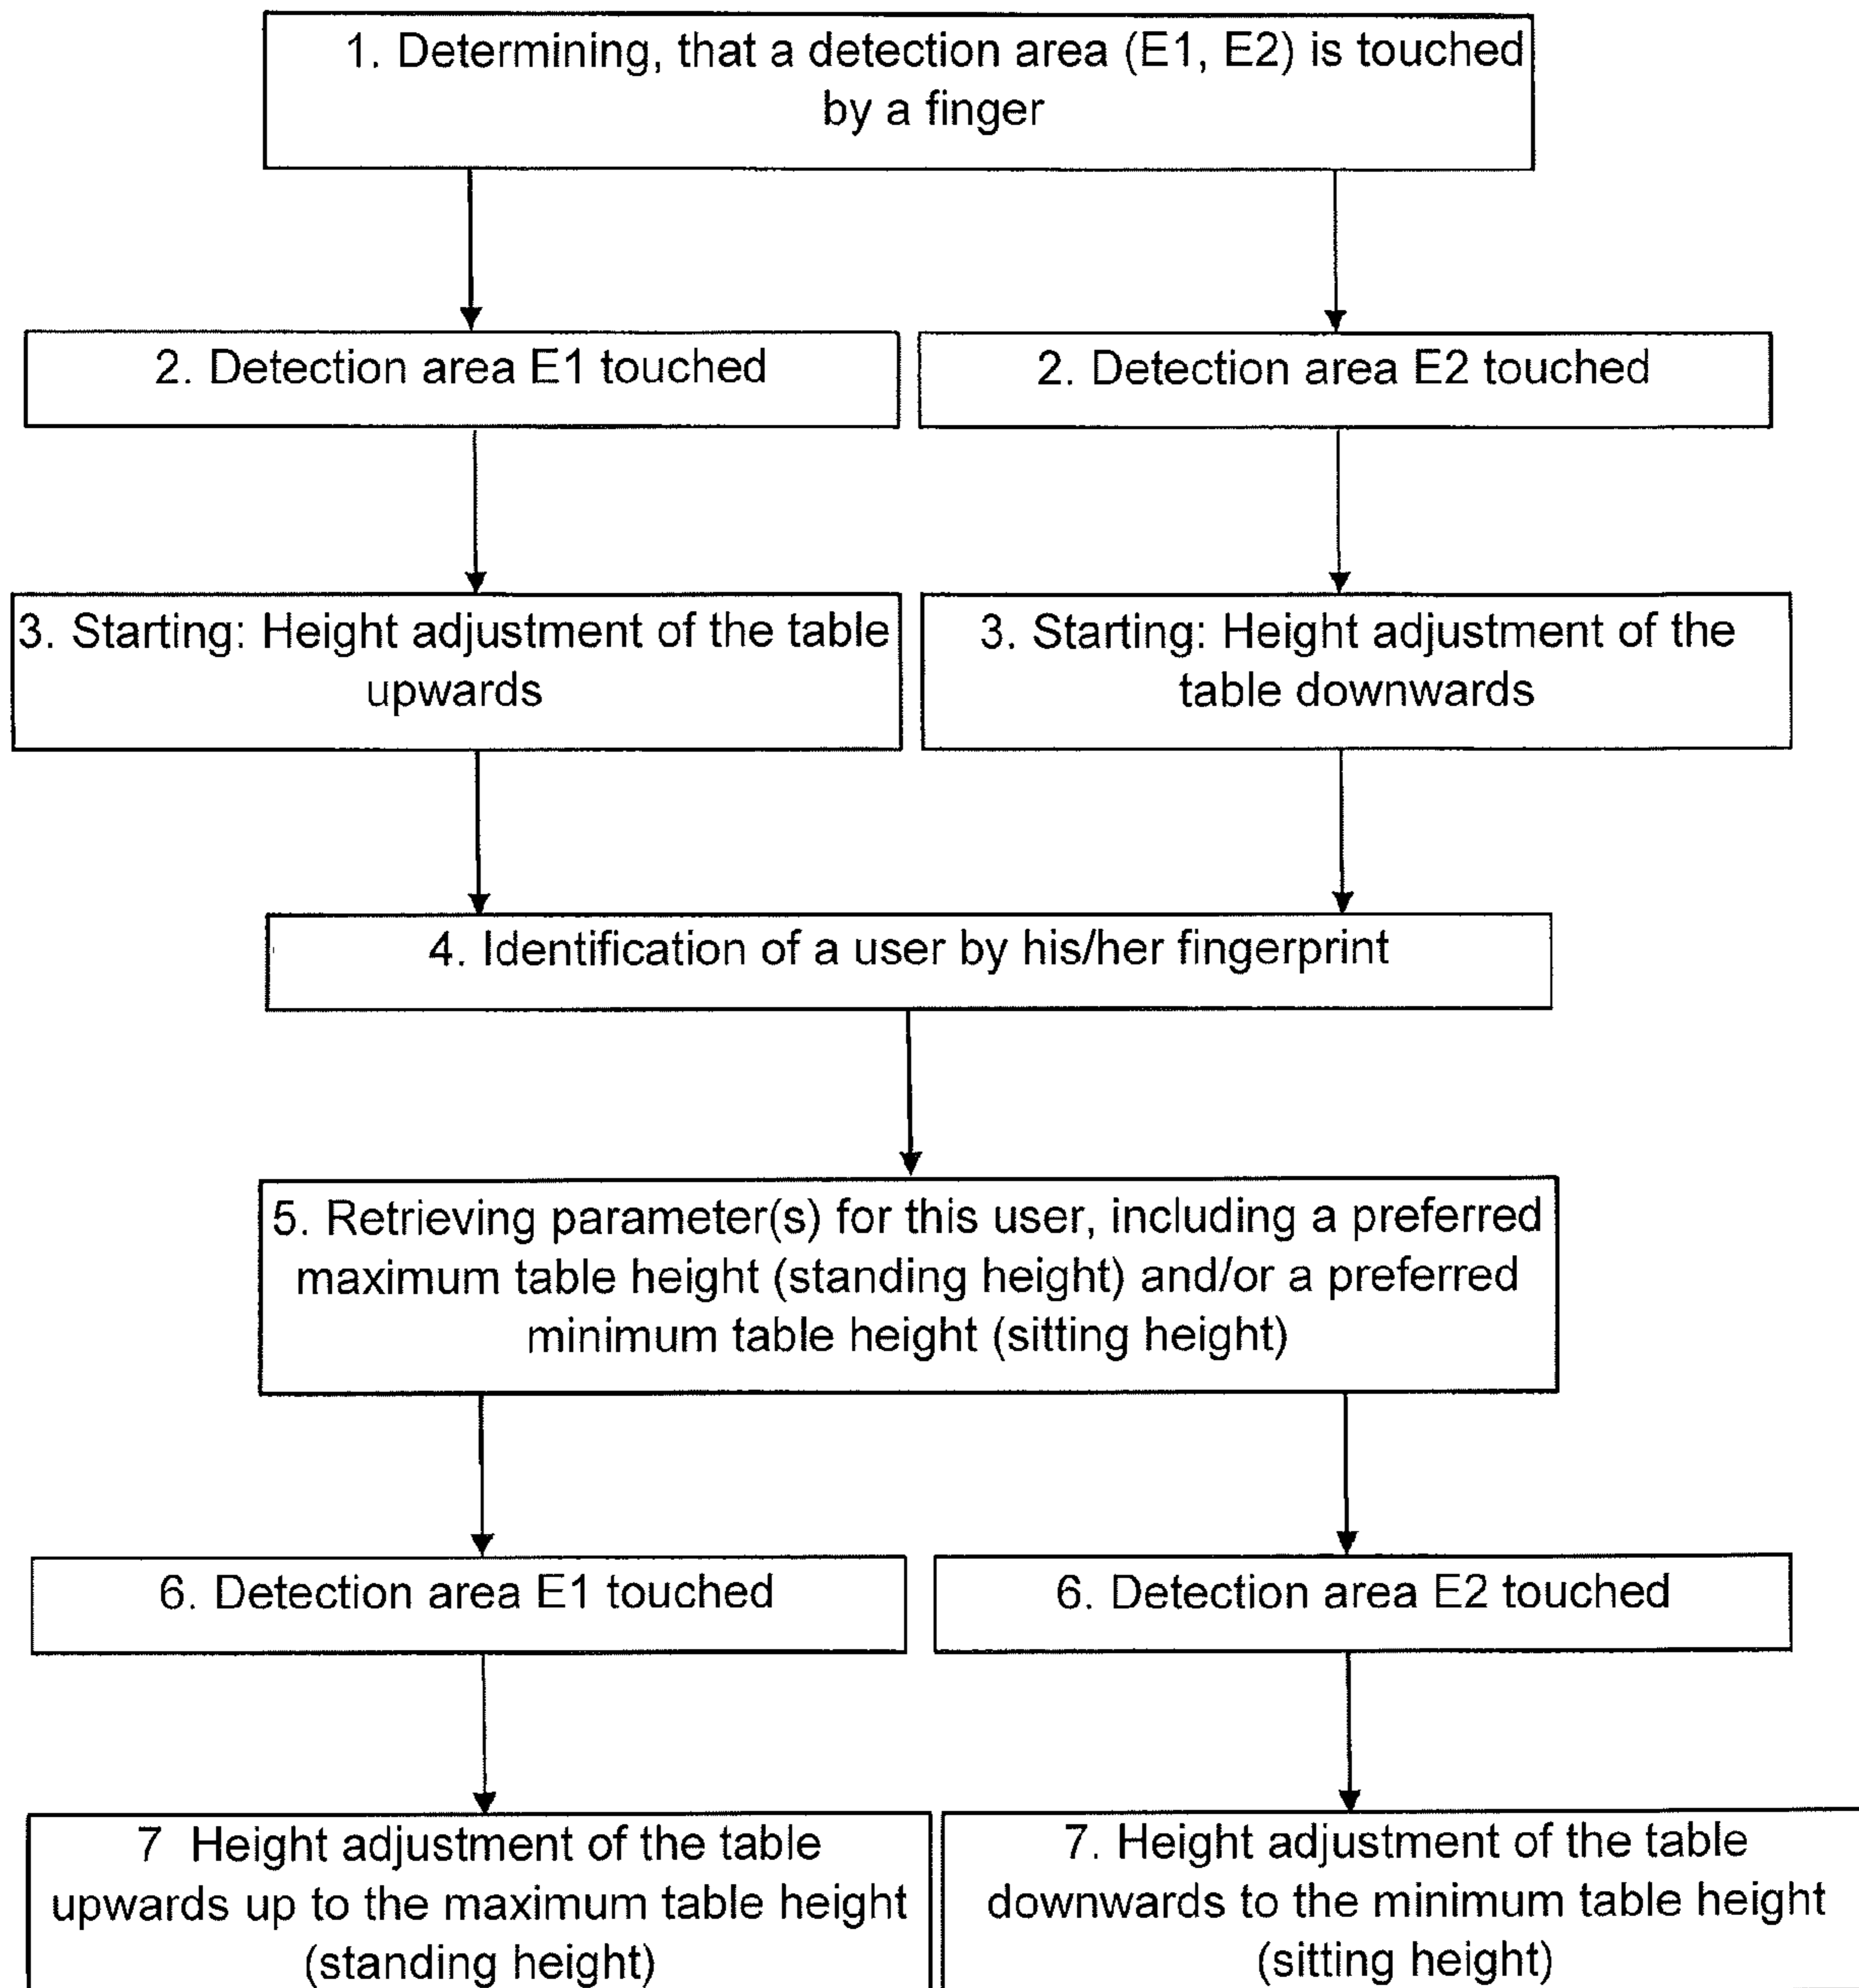 1. Determining, that a detection area (E1, E2) is touched
by a finger
2. Detection area E1 touched
2. Detection area E2 touched
3. Starting: Height adjustment of the table
upwards
3. Starting: Height adjustment of the
table downwards
4. Identification of a user by his/her fingerprint
5. Retrieving parameter(s) for this user, including a preferred
maximum table height (standing height) and/or a preferred
minimum table height (sitting height)
6. Detection area E1 touched
6. Detection area E2 touched
7 Height adjustment of the table
upwards up to the maximum table height
(standing height)
7. Height adjustment of the table
downwards to the minimum table height
(sitting height)